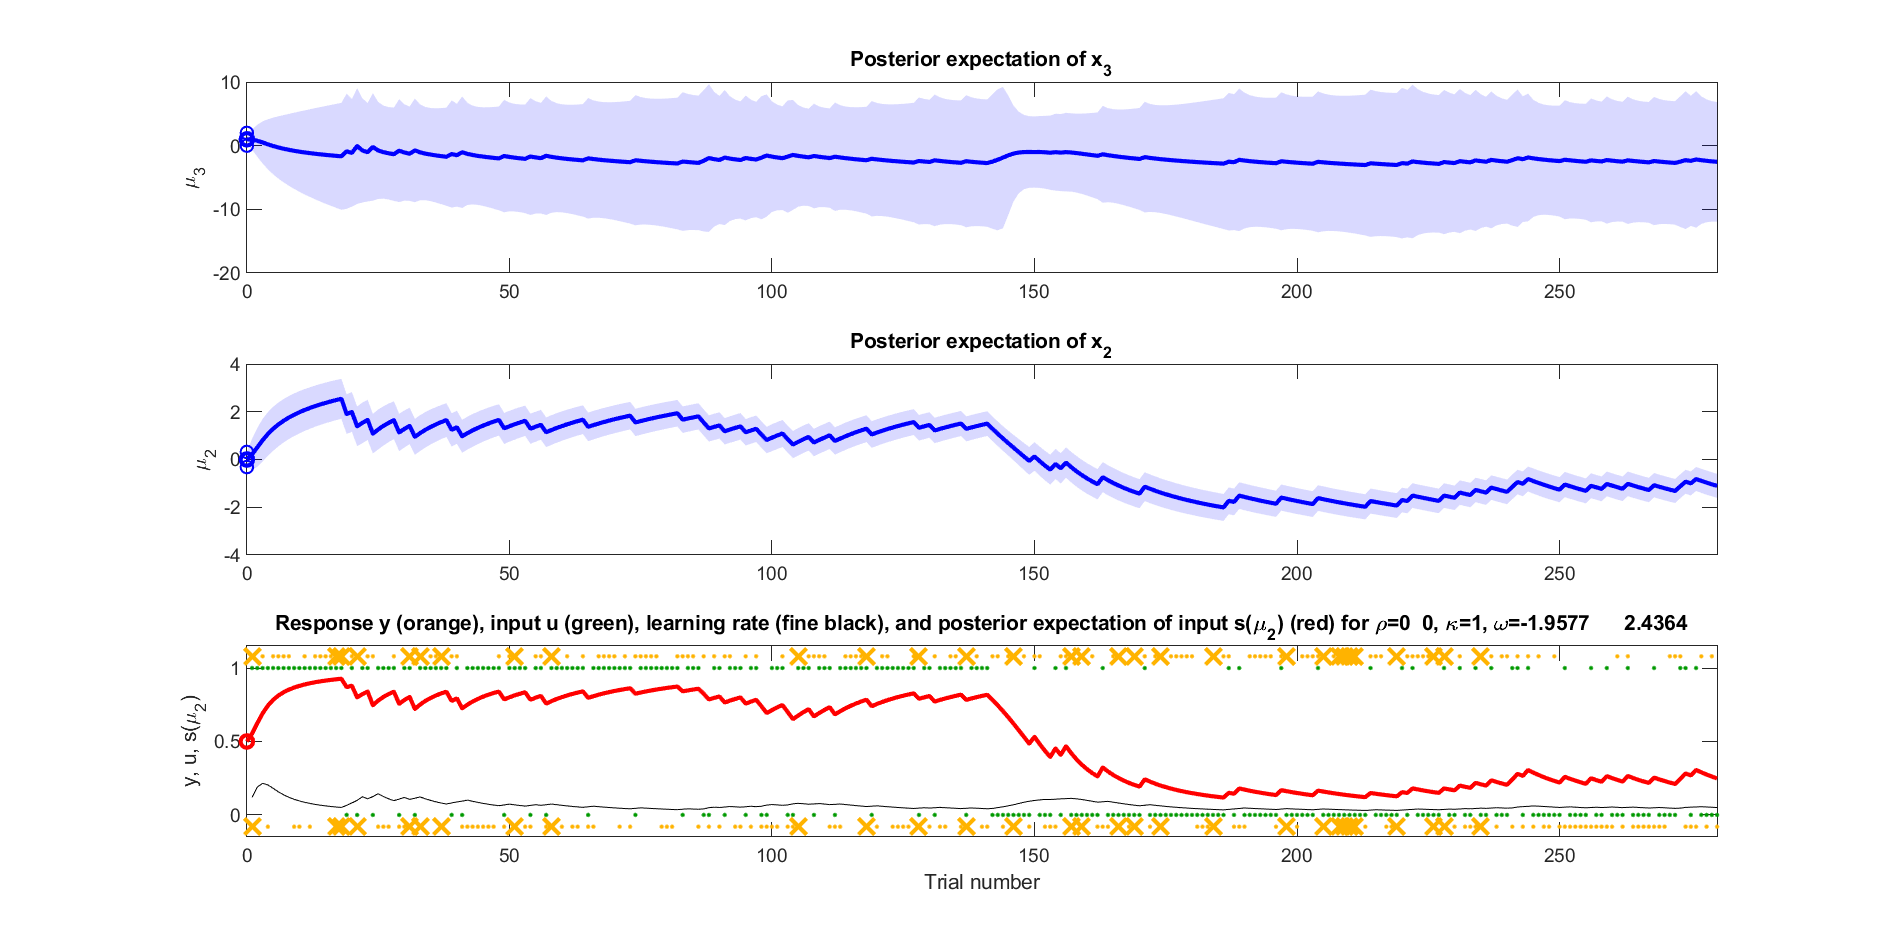 Posterior expectation of x3
10
0
-10
-20
μ3
0 50 100 150 200 250
Posterior expectation of x2
4
2
0
-2
-4
μ2
0 50 100 150 200 250
Response y (orange), input u (green), learning rate (fine black), and posterior expectation of input s(μ2) (red) for ρ=0 0, κ=1, ω=-1.9577 2.4364
1
0.5
0
y, u, s(μ2)
0 50 100 150 200 250
Trial number